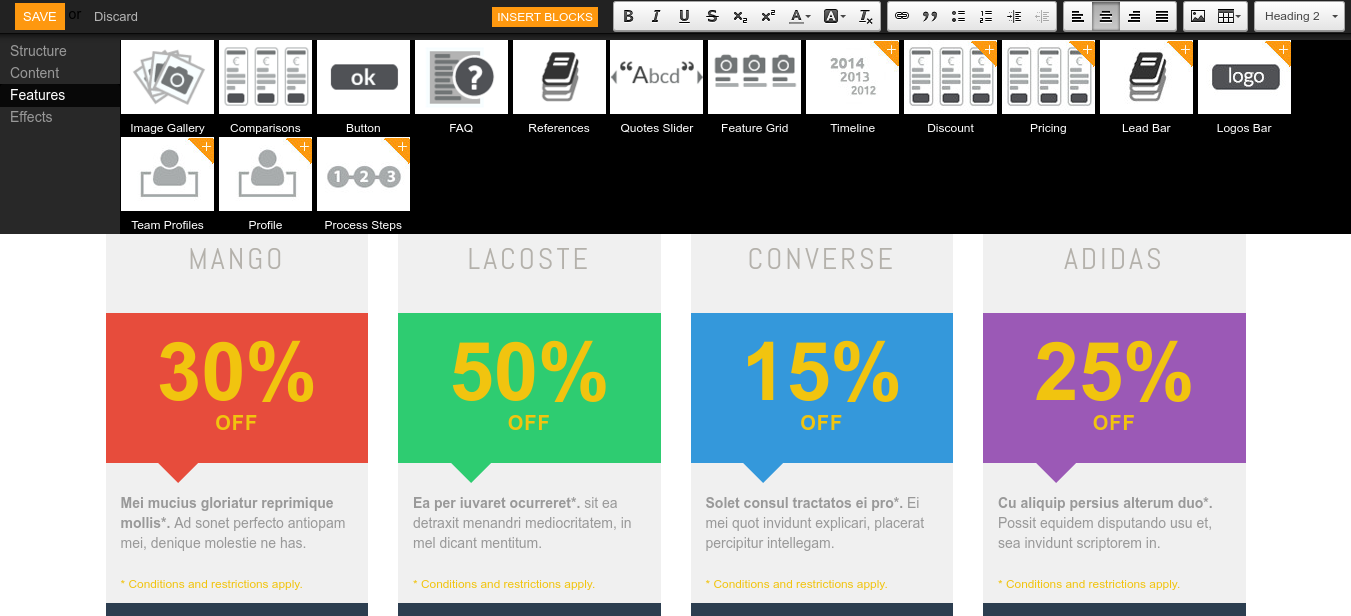 SAVE or Discard INSERT BLOCKS B I U S x₂ x² A A Ix Heading 2
Structure
Content
Features
Effects
ok ? “Abcd” 2014 2013 2012 logo
Image Gallery Comparisons Button FAQ References Quotes Slider Feature Grid Timeline Discount Pricing Lead Bar Logos Bar
1 2 3
Team Profiles Profile Process Steps
MANGO LACOSTE CONVERSE ADIDAS
30% 50% 15% 25%
OFF OFF OFF OFF
Mei mucius gloriatur reprimique
mollis*. Ad sonet perfecto antiopam
mei, denique molestie ne has.
* Conditions and restrictions apply.
Ea per iuvaret ocurreret*. sit ea
detraxit menandri mediocritatem, in
mel dicant mentitum.
* Conditions and restrictions apply.
Solet consul tractatos ei pro*. Ei
mei quot invidunt explicari, placerat
percipitur intellegam.
* Conditions and restrictions apply.
Cu aliquip persius alterum duo*.
Possit equidem disputando usu et,
sea invidunt scriptorem in.
* Conditions and restrictions apply.